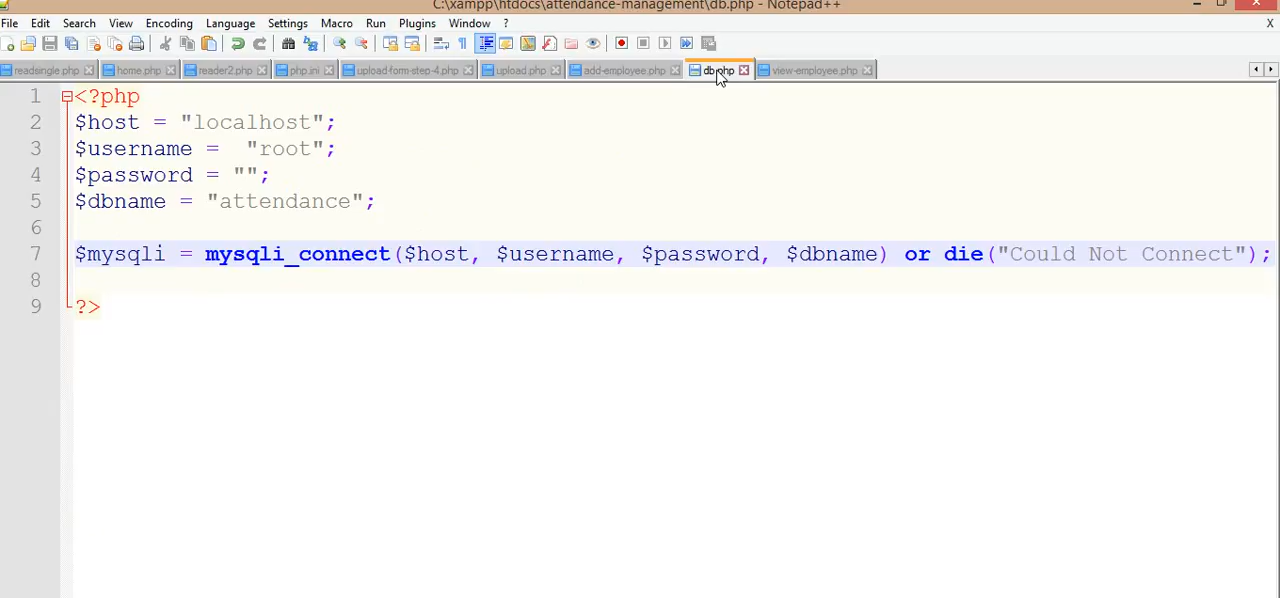 C:\xampp\htdocs\attendance-management\db.php - Notepad++
File Edit Search View Encoding Language Settings Macro Run Plugins Window ? X
readsingle.php home.php reader2.php php.ini upload-form-step-4.php upload.php add-employee.php db.php view-employee.php
1 <?php
2 $host = "localhost";
3 $username =  "root";
4 $password = "";
5 $dbname = "attendance";
6
7 $mysqli = mysqli_connect($host, $username, $password, $dbname) or die("Could Not Connect");
8
9 ?>